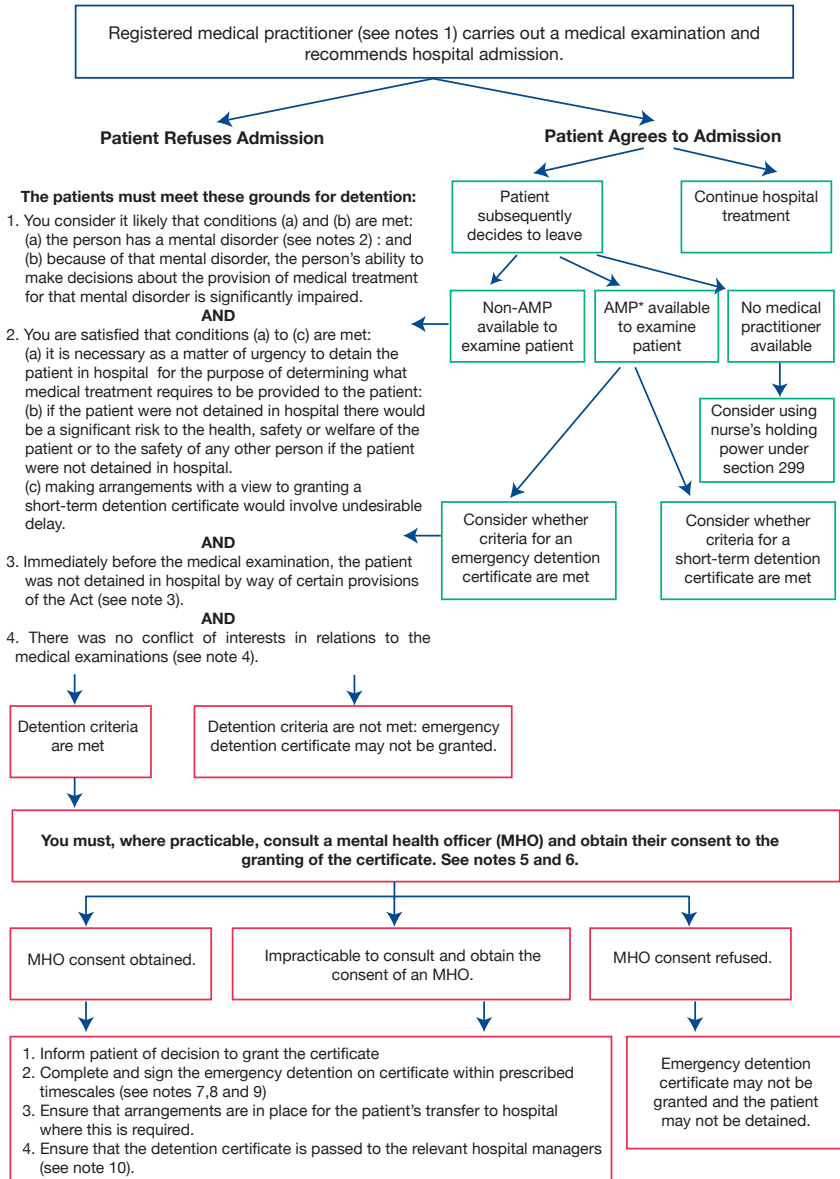 Registered medical practitioner (see notes 1) carries out a medical examination and
recommends hospital admission.
Patient Refuses Admission
Patient Agrees to Admission
The patients must meet these grounds for detention:
1. You consider it likely that conditions (a) and (b) are met:
(a) the person has a mental disorder (see notes 2) : and
(b) because of that mental disorder, the person's ability to
make decisions about the provision of medical treatment
for that mental disorder is significantly impaired.
AND
2. You are satisfied that conditions (a) to (c) are met:
(a) it is necessary as a matter of urgency to detain the
patient in hospital for the purpose of determining what
medical treatment requires to be provided to the patient:
(b) if the patient were not detained in hospital there would
be a significant risk to the health, safety or welfare of the
patient or to the safety of any other person if the patient
were not detained in hospital.
(c) making arrangements with a view to granting a
short-term detention certificate would involve undesirable
delay.
AND
3. Immediately before the medical examination, the patient
was not detained in hospital by way of certain provisions
of the Act (see note 3).
AND
4. There was no conflict of interests in relations to the
medical examinations (see note 4).
Patient
subsequently
decides to leave
Continue hospital
treatment
Non-AMP
available to
examine patient
AMP* available
to examine
patient
No medical
practitioner
available
Consider using
nurse's holding
power under
section 299
Consider whether
criteria for an
emergency detention
certificate are met
Consider whether
criteria for a
short-term detention
certificate are met
Detention criteria
are met
Detention criteria are not met: emergency
detention certificate may not be granted.
You must, where practicable, consult a mental health officer (MHO) and obtain their consent to the
granting of the certificate. See notes 5 and 6.
MHO consent obtained.
Impracticable to consult and obtain the
consent of an MHO.
MHO consent refused.
1. Inform patient of decision to grant the certificate
2. Complete and sign the emergency detention on certificate within prescribed
timescales (see notes 7,8 and 9)
3. Ensure that arrangements are in place for the patient's transfer to hospital
where this is required.
4. Ensure that the detention certificate is passed to the relevant hospital managers
(see note 10).
Emergency detention
certificate may not be
granted and the patient
may not be detained.